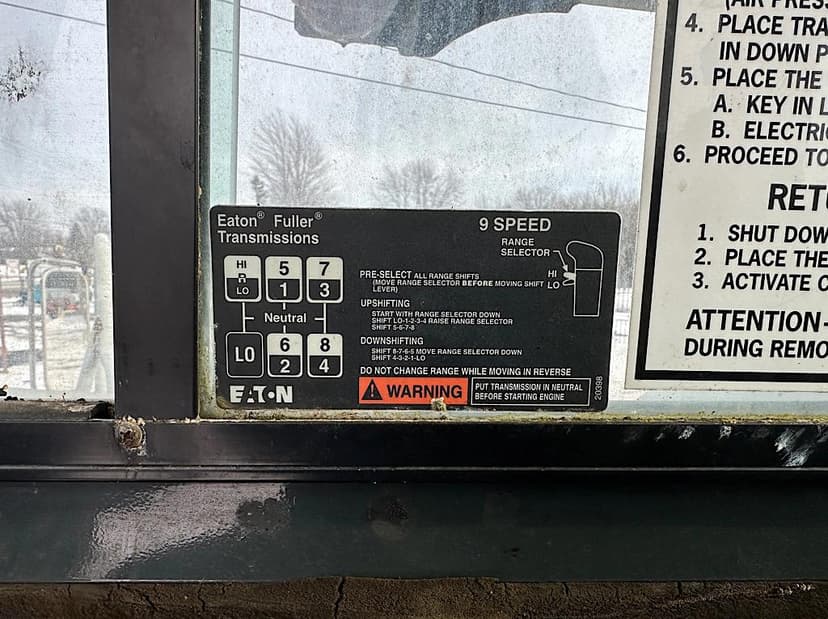 Eaton® Fuller®
Transmissions
9 SPEED
RANGE
SELECTOR
HI
LO
HI
R
LO
5
1
7
3
Neutral
LO
6
2
8
4
EATON
PRE-SELECT ALL RANGE SHIFTS
(MOVE RANGE SELECTOR BEFORE MOVING SHIFT
LEVER)
UPSHIFTING
START WITH RANGE SELECTOR DOWN
SHIFT LO-1-2-3-4 RAISE RANGE SELECTOR
SHIFT 5-6-7-8
DOWNSHIFTING
SHIFT 8-7-6-5 MOVE RANGE SELECTOR DOWN
SHIFT 4-3-2-1-LO
DO NOT CHANGE RANGE WHILE MOVING IN REVERSE
WARNING
PUT TRANSMISSION IN NEUTRAL
BEFORE STARTING ENGINE
20398
(AIR PRES
4. PLACE TRA
IN DOWN P
5. PLACE THE
A. KEY IN L
B. ELECTRIC
6. PROCEED TO
RETU
1. SHUT DOW
2. PLACE THE
3. ACTIVATE C
ATTENTION-
DURING REMO